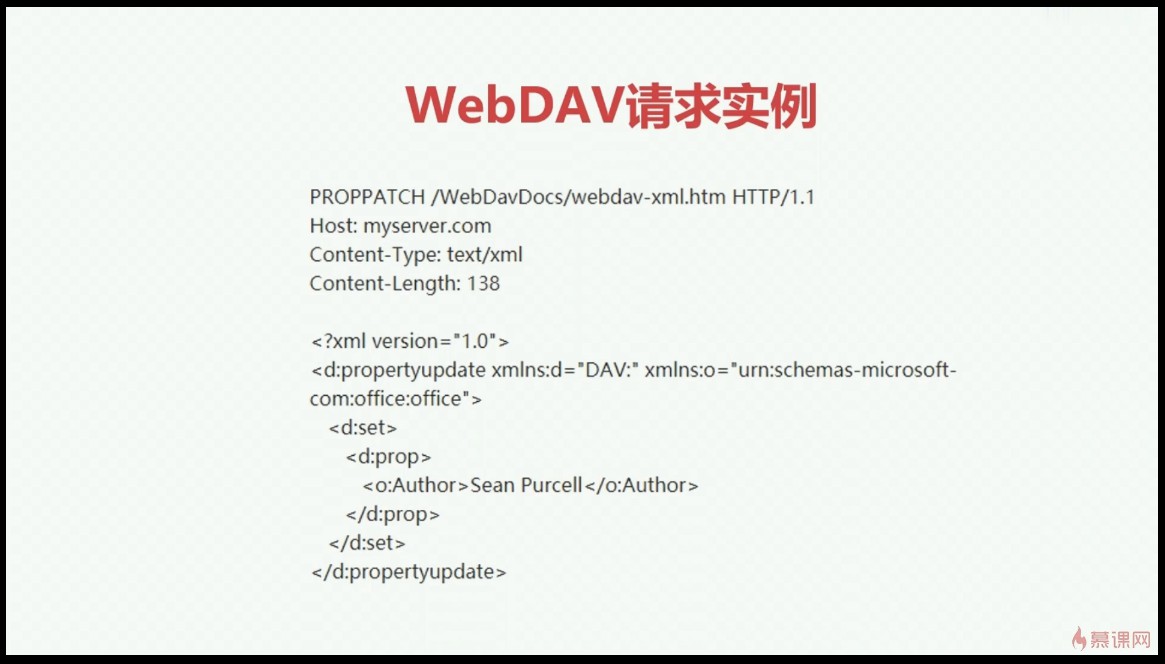 WebDAV请求实例
PROPPATCH /WebDavDocs/webdav-xml.htm HTTP/1.1
Host: myserver.com
Content-Type: text/xml
Content-Length: 138
<?xml version="1.0">
<d:propertyupdate xmlns:d="DAV:" xmlns:o="urn:schemas-microsoft-
com:office:office">
<d:set>
<d:prop>
<o:Author>Sean Purcell</o:Author>
</d:prop>
</d:set>
</d:propertyupdate>
慕课网